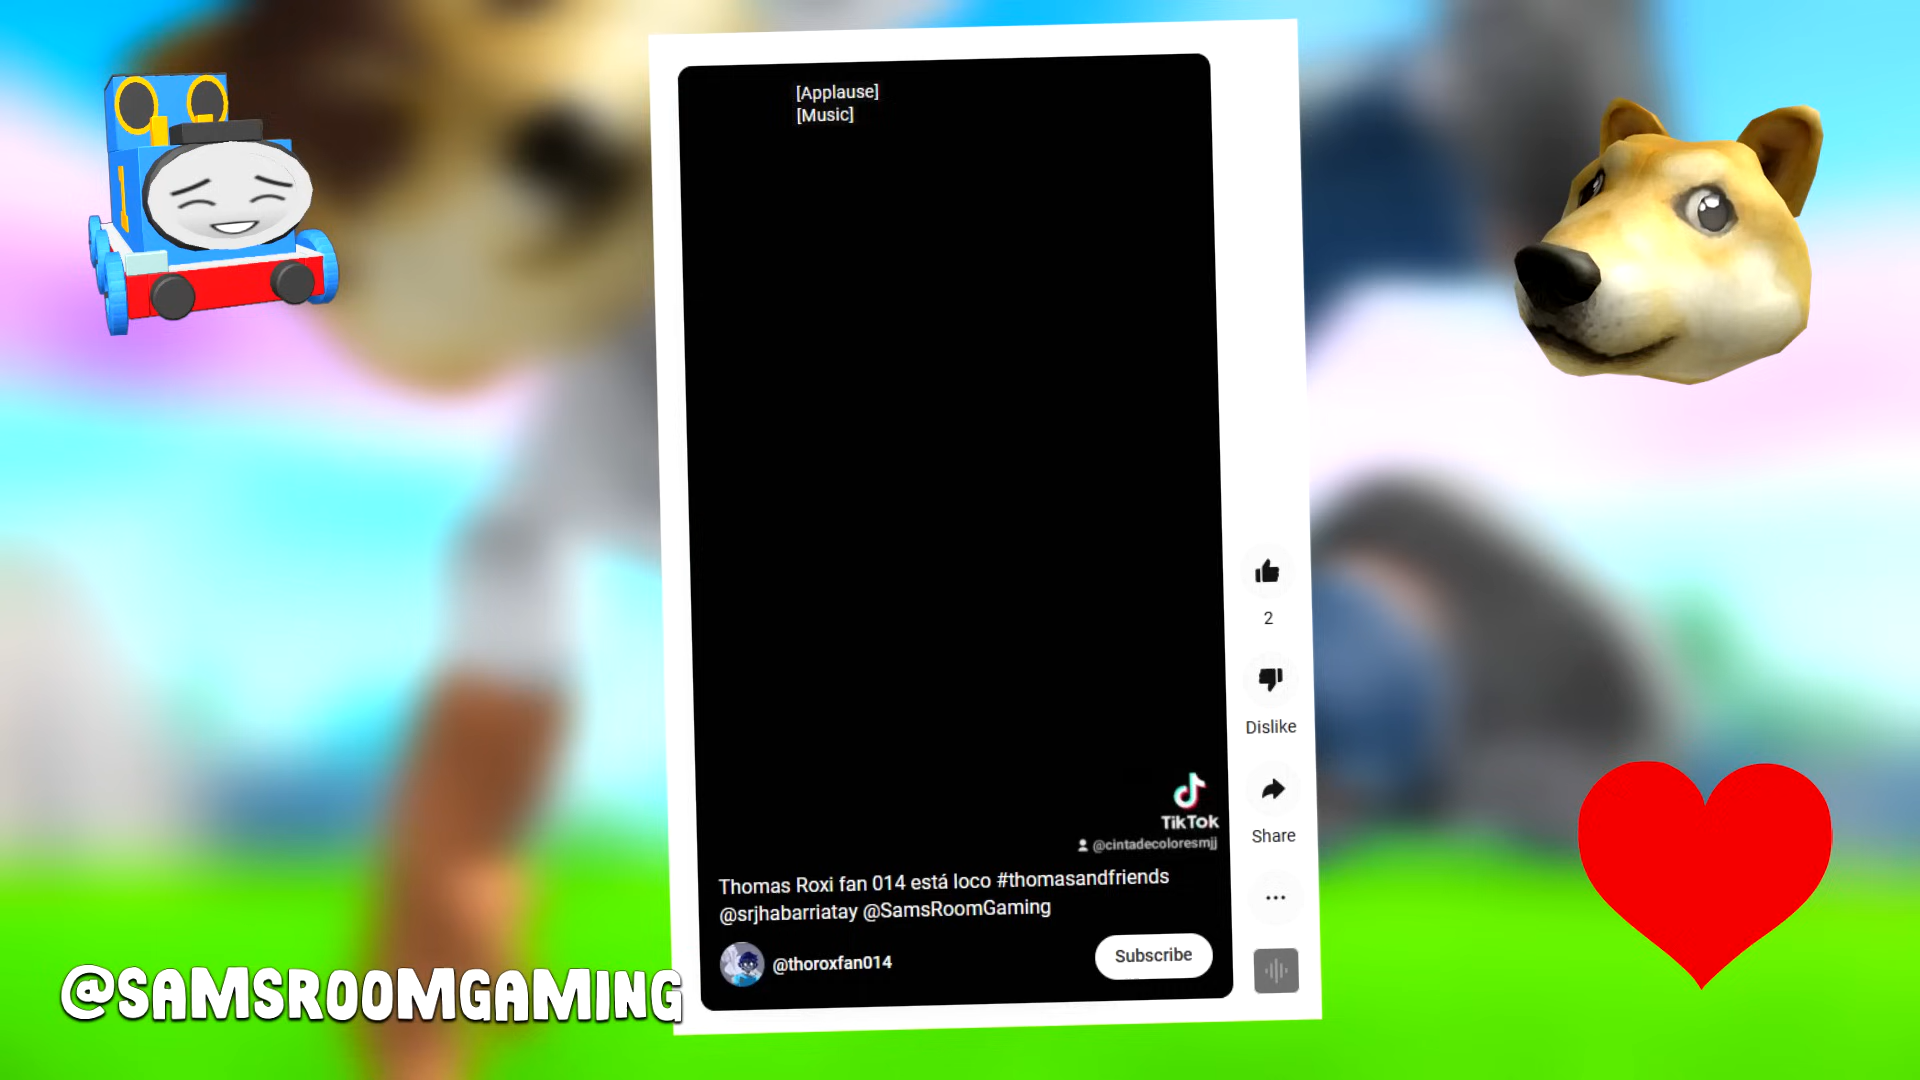 [Applause]
[Music]
2
Dislike
TikTok
@cintadecoloresmjj
Share
Thomas Roxi fan 014 está loco #thomasandfriends
@srjhabarriatay @SamsRoomGaming
@thoroxfan014
Subscribe
@SAMSROOMGAMING